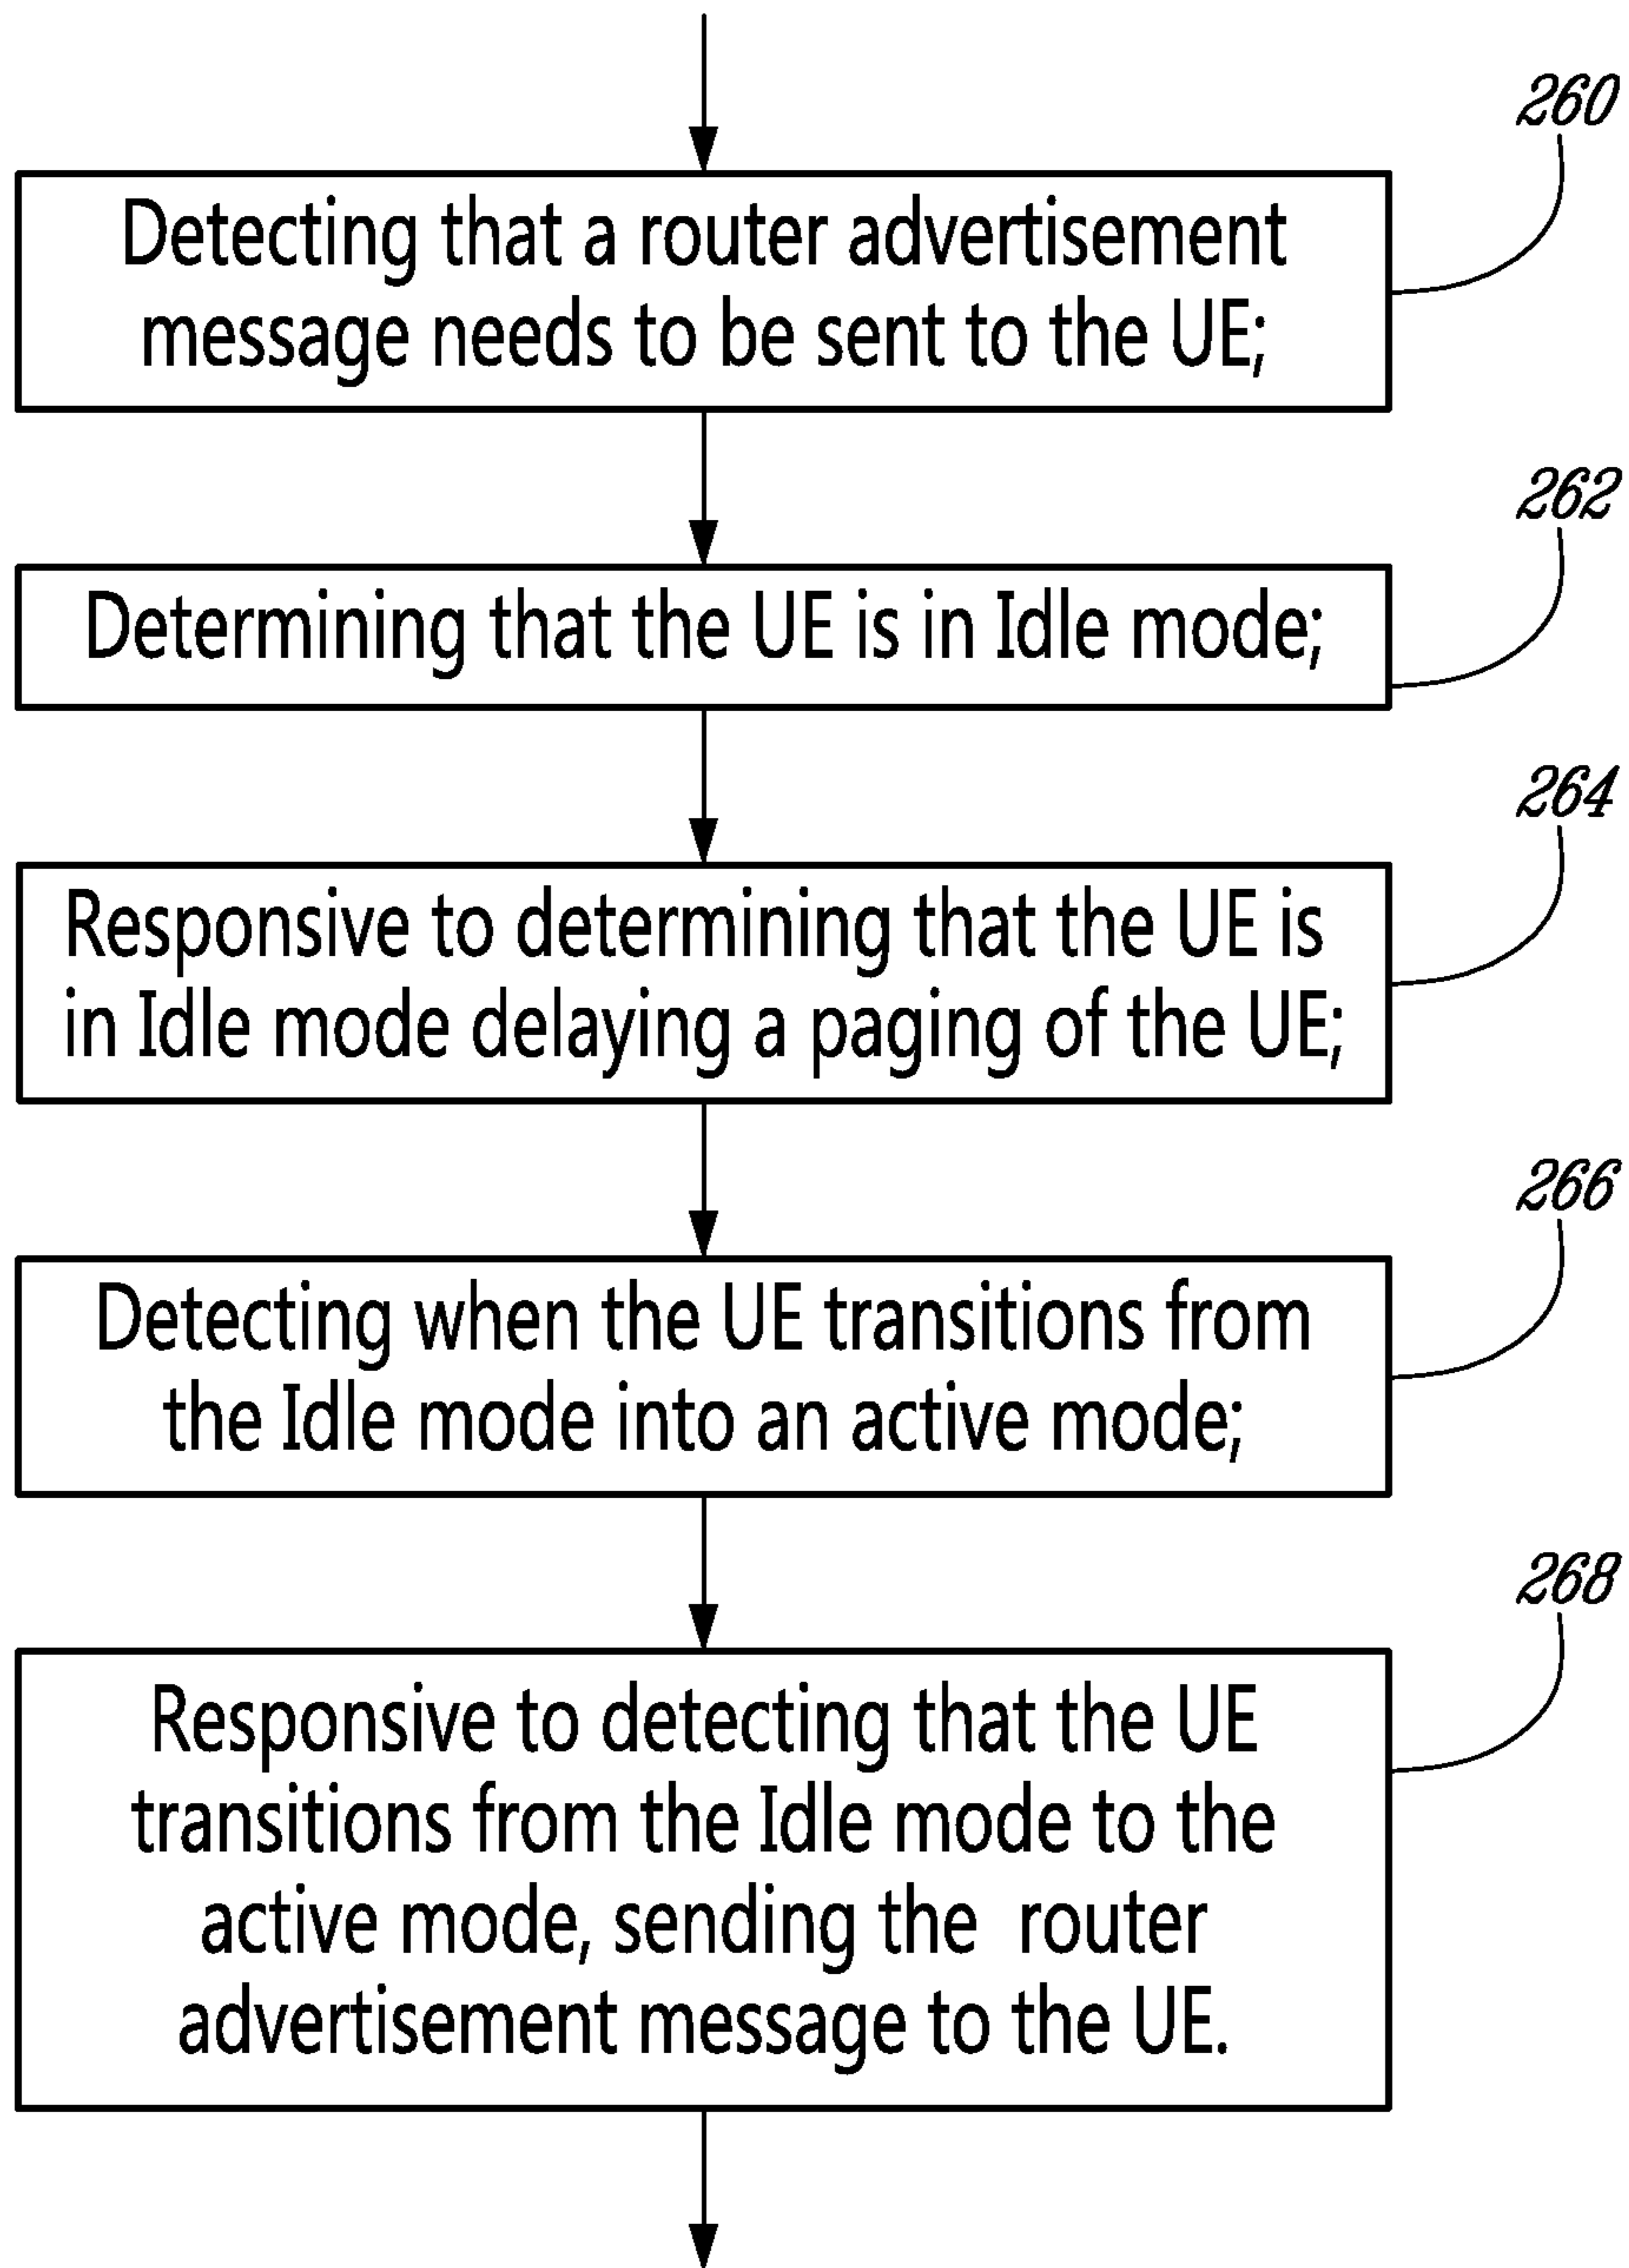 260
Detecting that a router advertisement
message needs to be sent to the UE;
262
Determining that the UE is in Idle mode;
264
Responsive to determining that the UE is
in Idle mode delaying a paging of the UE;
266
Detecting when the UE transitions from
the Idle mode into an active mode;
268
Responsive to detecting that the UE
transitions from the Idle mode to the
active mode, sending the router
advertisement message to the UE.